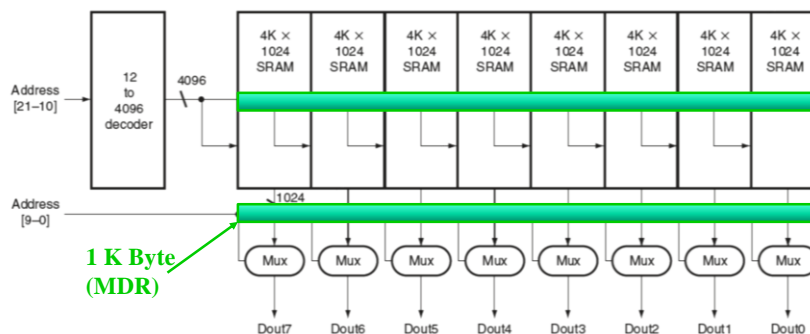 4K ×
1024
SRAM
4K ×
1024
SRAM
4K ×
1024
SRAM
4K ×
1024
SRAM
4K ×
1024
SRAM
4K ×
1024
SRAM
4K ×
1024
SRAM
4K ×
1024
SRAM
Address
[21–10]
12
to
4096
decoder
4096
Address
[9–0]
1024
1 K Byte
(MDR)
Mux
Mux
Mux
Mux
Mux
Mux
Mux
Mux
Dout7
Dout6
Dout5
Dout4
Dout3
Dout2
Dout1
Dout0